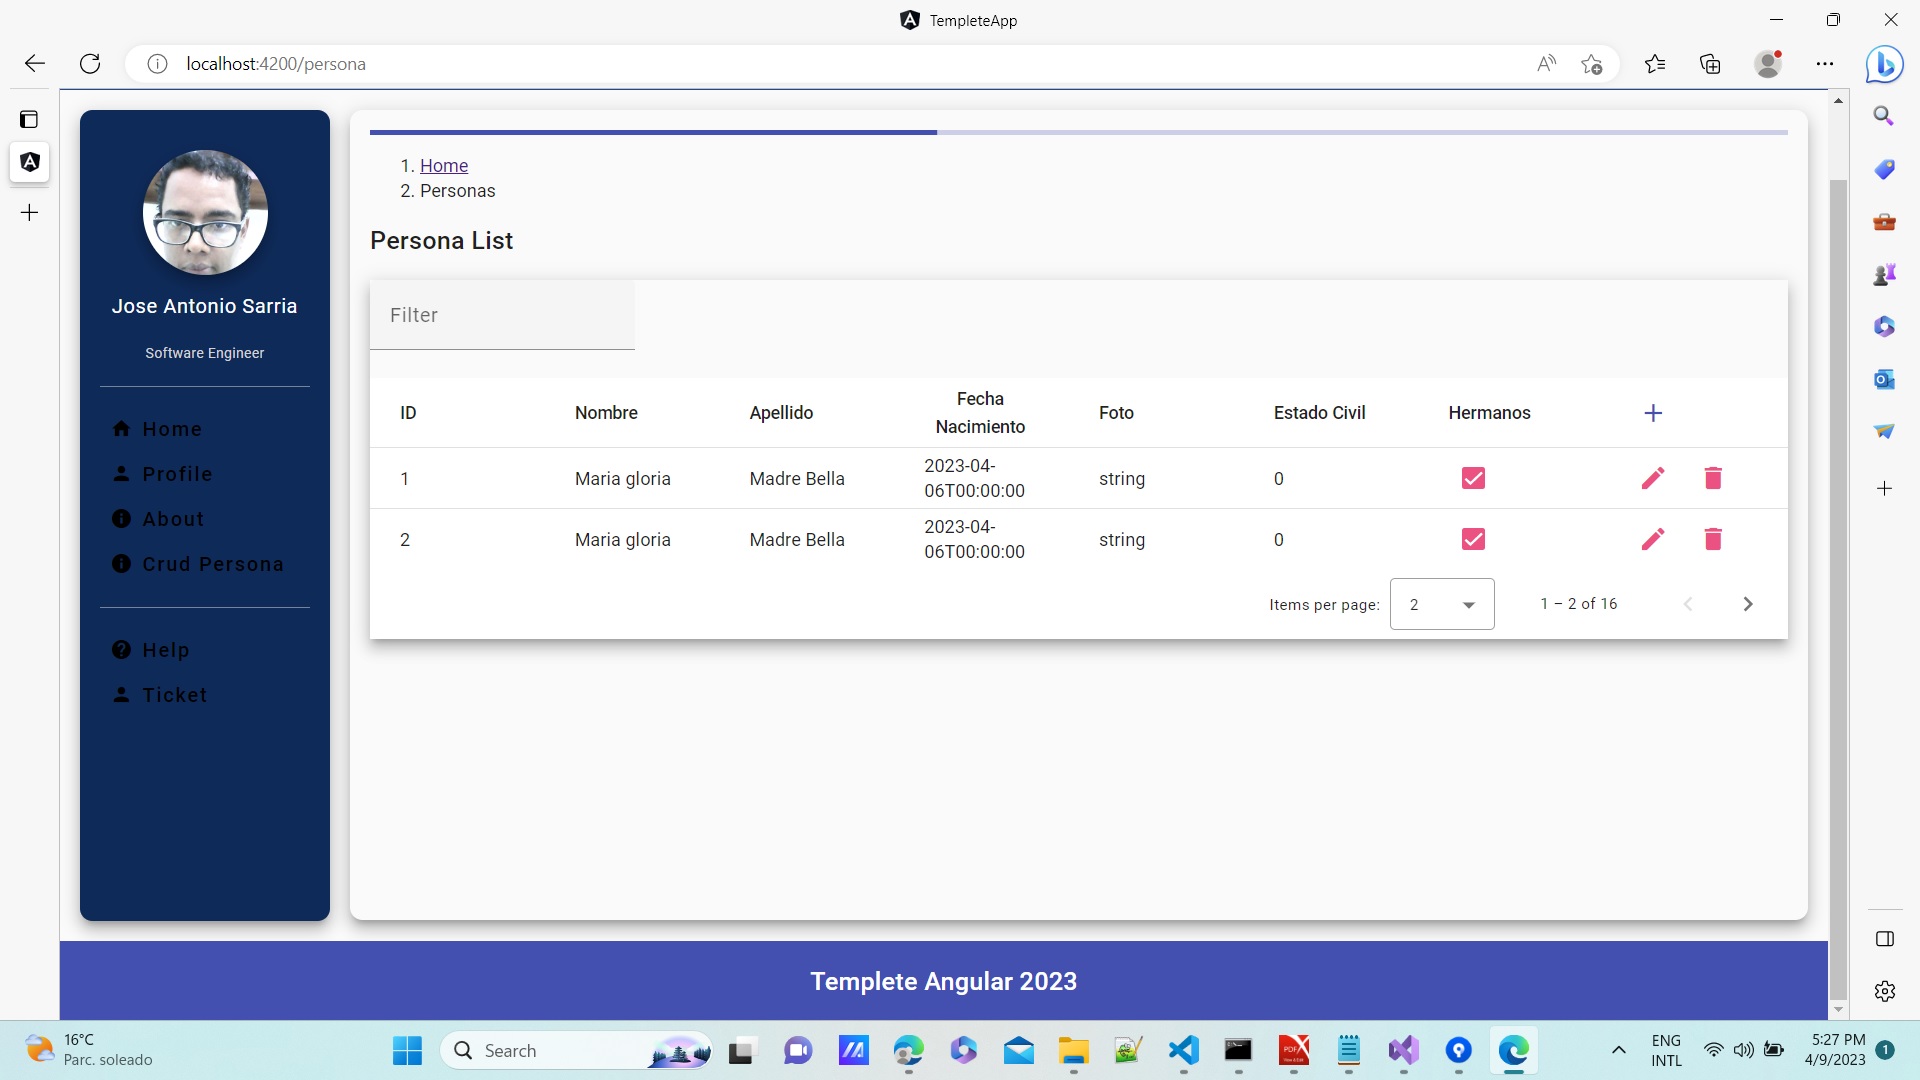 TempleteApp
localhost:4200/persona
Jose Antonio Sarria
Software Engineer
Home
Profile
About
Crud Persona
Help
Ticket
1. Home
2. Personas
Persona List
Filter
ID Nombre Apellido Fecha Nacimiento Foto Estado Civil Hermanos
1 Maria gloria Madre Bella 2023-04-06T00:00:00 string 0
2 Maria gloria Madre Bella 2023-04-06T00:00:00 string 0
Items per page: 2 1 – 2 of 16
Templete Angular 2023
16°C
Parc. soleado
Search
ENG
INTL
5:27 PM
4/9/2023
1